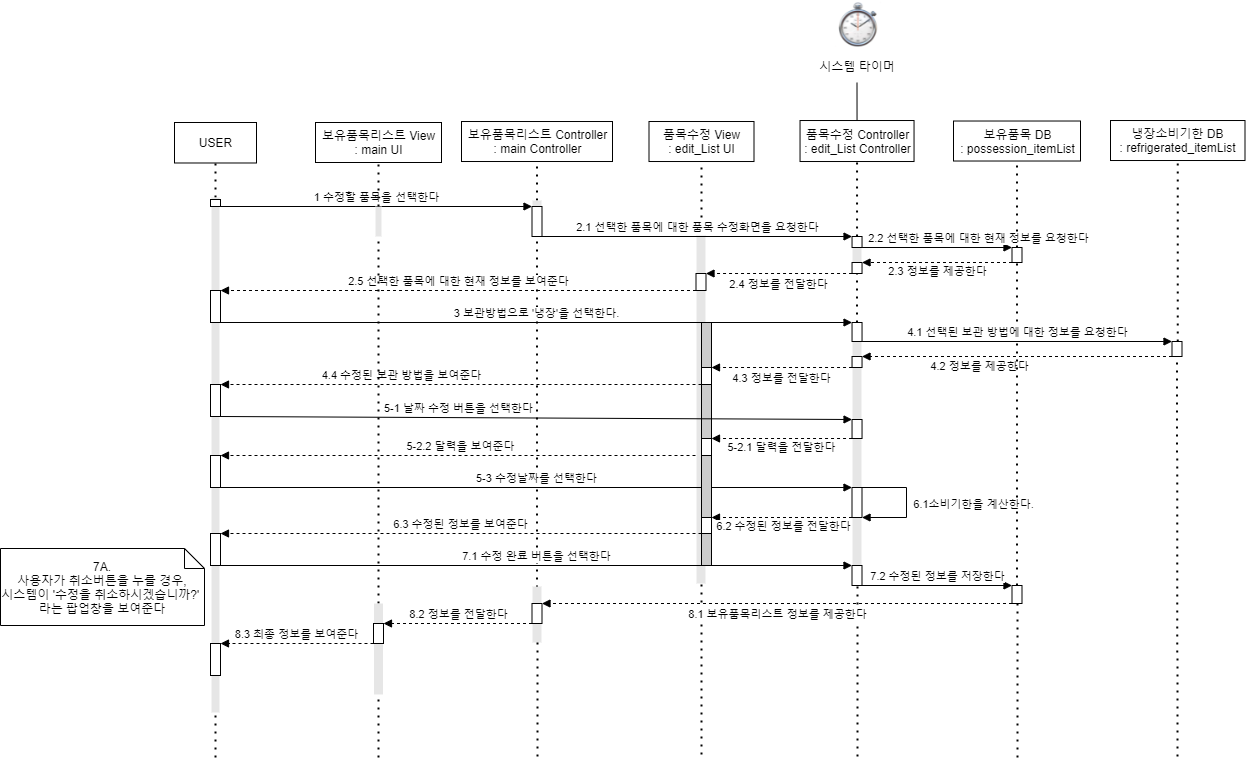 시스템 타이머
USER
보유품목리스트 View
: main UI
보유품목리스트 Controller
: main Controller
품목수정 View
: edit_List UI
품목수정 Controller
: edit_List Controller
보유품목 DB
: possession_itemList
냉장소비기한 DB
: refrigerated_itemList
1 수정할 품목을 선택한다
2.1 선택한 품목에 대한 품목 수정화면을 요청한다
2.2 선택한 품목에 대한 현재 정보를 요청한다
2.3 정보를 제공한다
2.4 정보를 전달한다
2.5 선택한 품목에 대한 현재 정보를 보여준다
3 보관방법으로 '냉장'을 선택한다.
4.1 선택된 보관 방법에 대한 정보를 요청한다
4.2 정보를 제공한다
4.3 정보를 전달한다
4.4 수정된 보관 방법을 보여준다
5-1 날짜 수정 버튼을 선택한다
5-2.1 달력을 전달한다
5-2.2 달력을 보여준다
5-3 수정날짜를 선택한다
6.1소비기한을 계산한다.
6.2 수정된 정보를 전달한다
6.3 수정된 정보를 보여준다
7.1 수정 완료 버튼을 선택한다
7A.
사용자가 취소버튼을 누를 경우,
시스템이 '수정을 취소하시겠습니까?'
라는 팝업창을 보여준다
7.2 수정된 정보를 저장한다
8.1 보유품목리스트 정보를 제공한다
8.2 정보를 전달한다
8.3 최종 정보를 보여준다